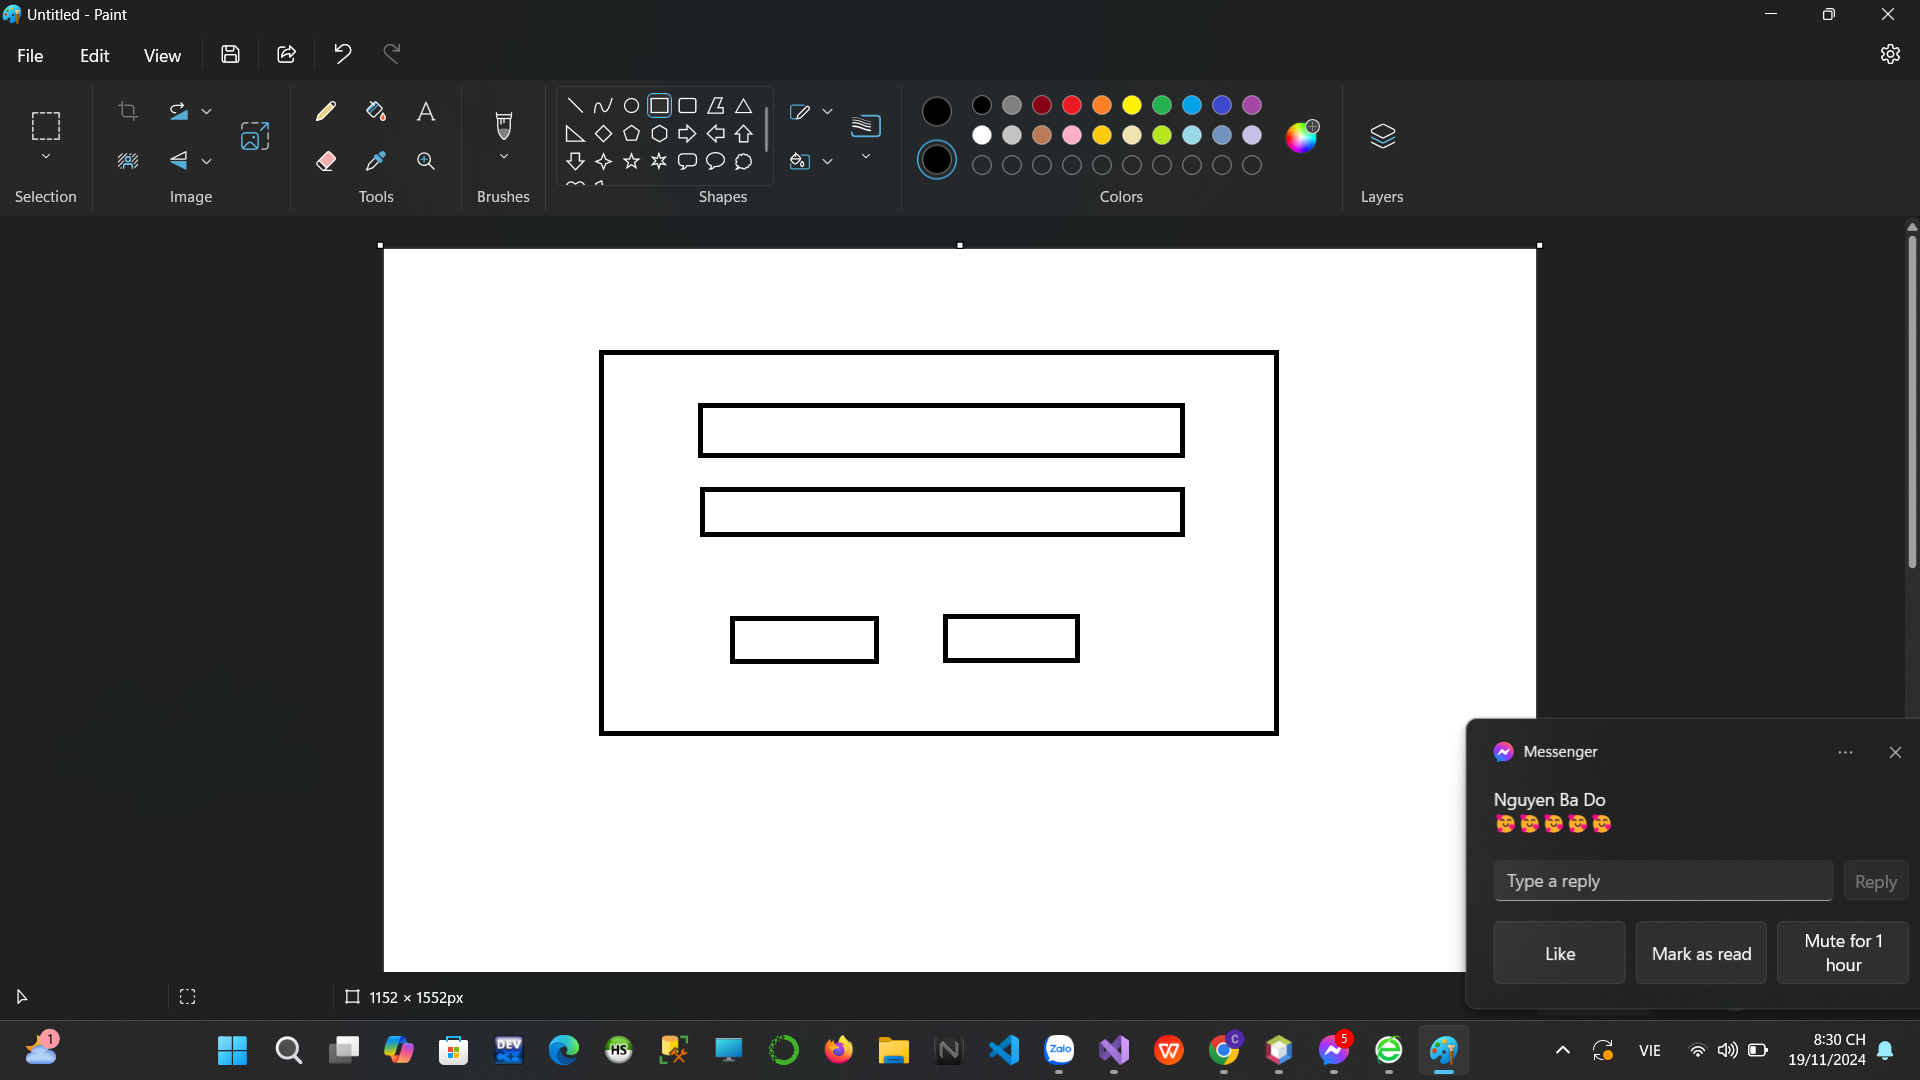 Untitled - Paint
File Edit View
Selection Image Tools Brushes Shapes Colors Layers
Messenger
Nguyen Ba Do
🥰🥰🥰🥰🥰
Type a reply Reply
Like Mark as read Mute for 1
hour
1152 × 1552px
1
DEV
C++
HS
N
Zalo
W
C
5
VIE
8:30 CH
19/11/2024